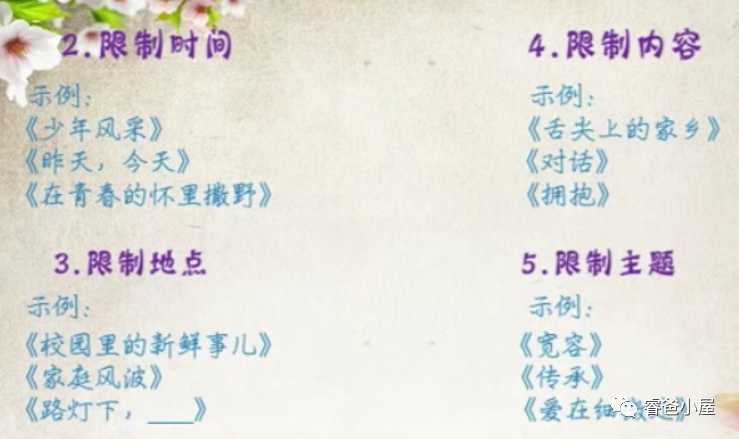 2.限制时间
示例:
《少年风采》
《昨天，今天》
《在青春的怀里撒野》
3.限制地点
示例:
《校园里的新鲜事儿》
《家庭风波》
《路灯下，____》
4.限制内容
示例:
《舌尖上的家乡》
《对话》
《拥抱》
5.限制主题
示例:
《宽容》
《传承》
《爱在细微处》
睿爸小屋